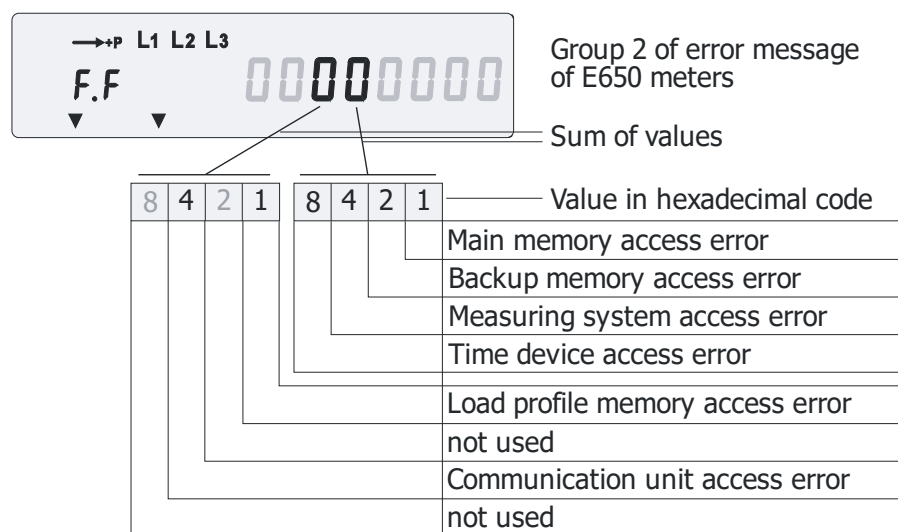 →+P L1 L2 L3
F.F 00000000
Group 2 of error message
of E650 meters
Sum of values
8 4 2 1 8 4 2 1 Value in hexadecimal code
Main memory access error
Backup memory access error
Measuring system access error
Time device access error
Load profile memory access error
not used
Communication unit access error
not used